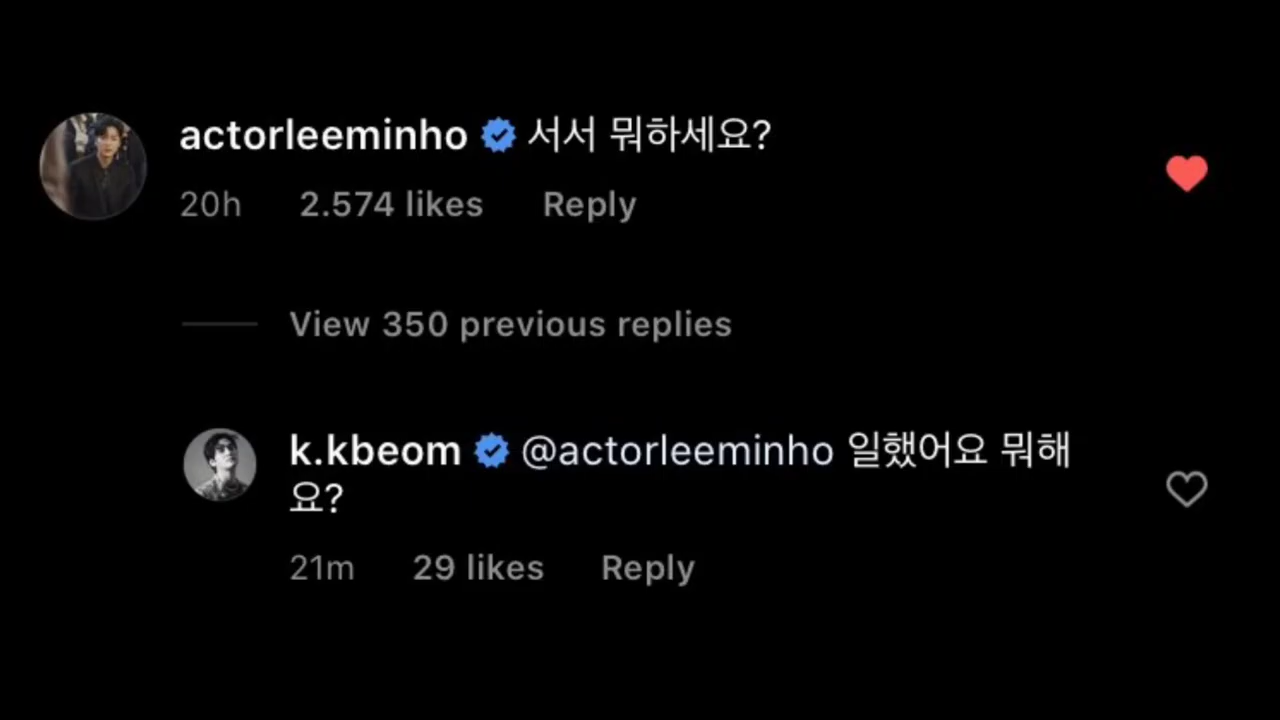 actorleeminho 서서 뭐하세요?
20h 2.574 likes Reply
View 350 previous replies
k.kbeom @actorleeminho 일했어요 뭐해
요?
21m 29 likes Reply